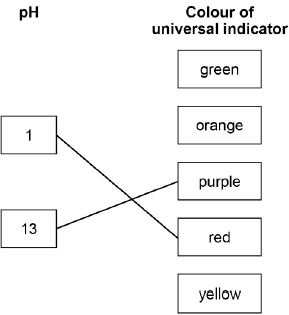 pH
Colour of
universal indicator
green
orange
1
purple
13
red
yellow